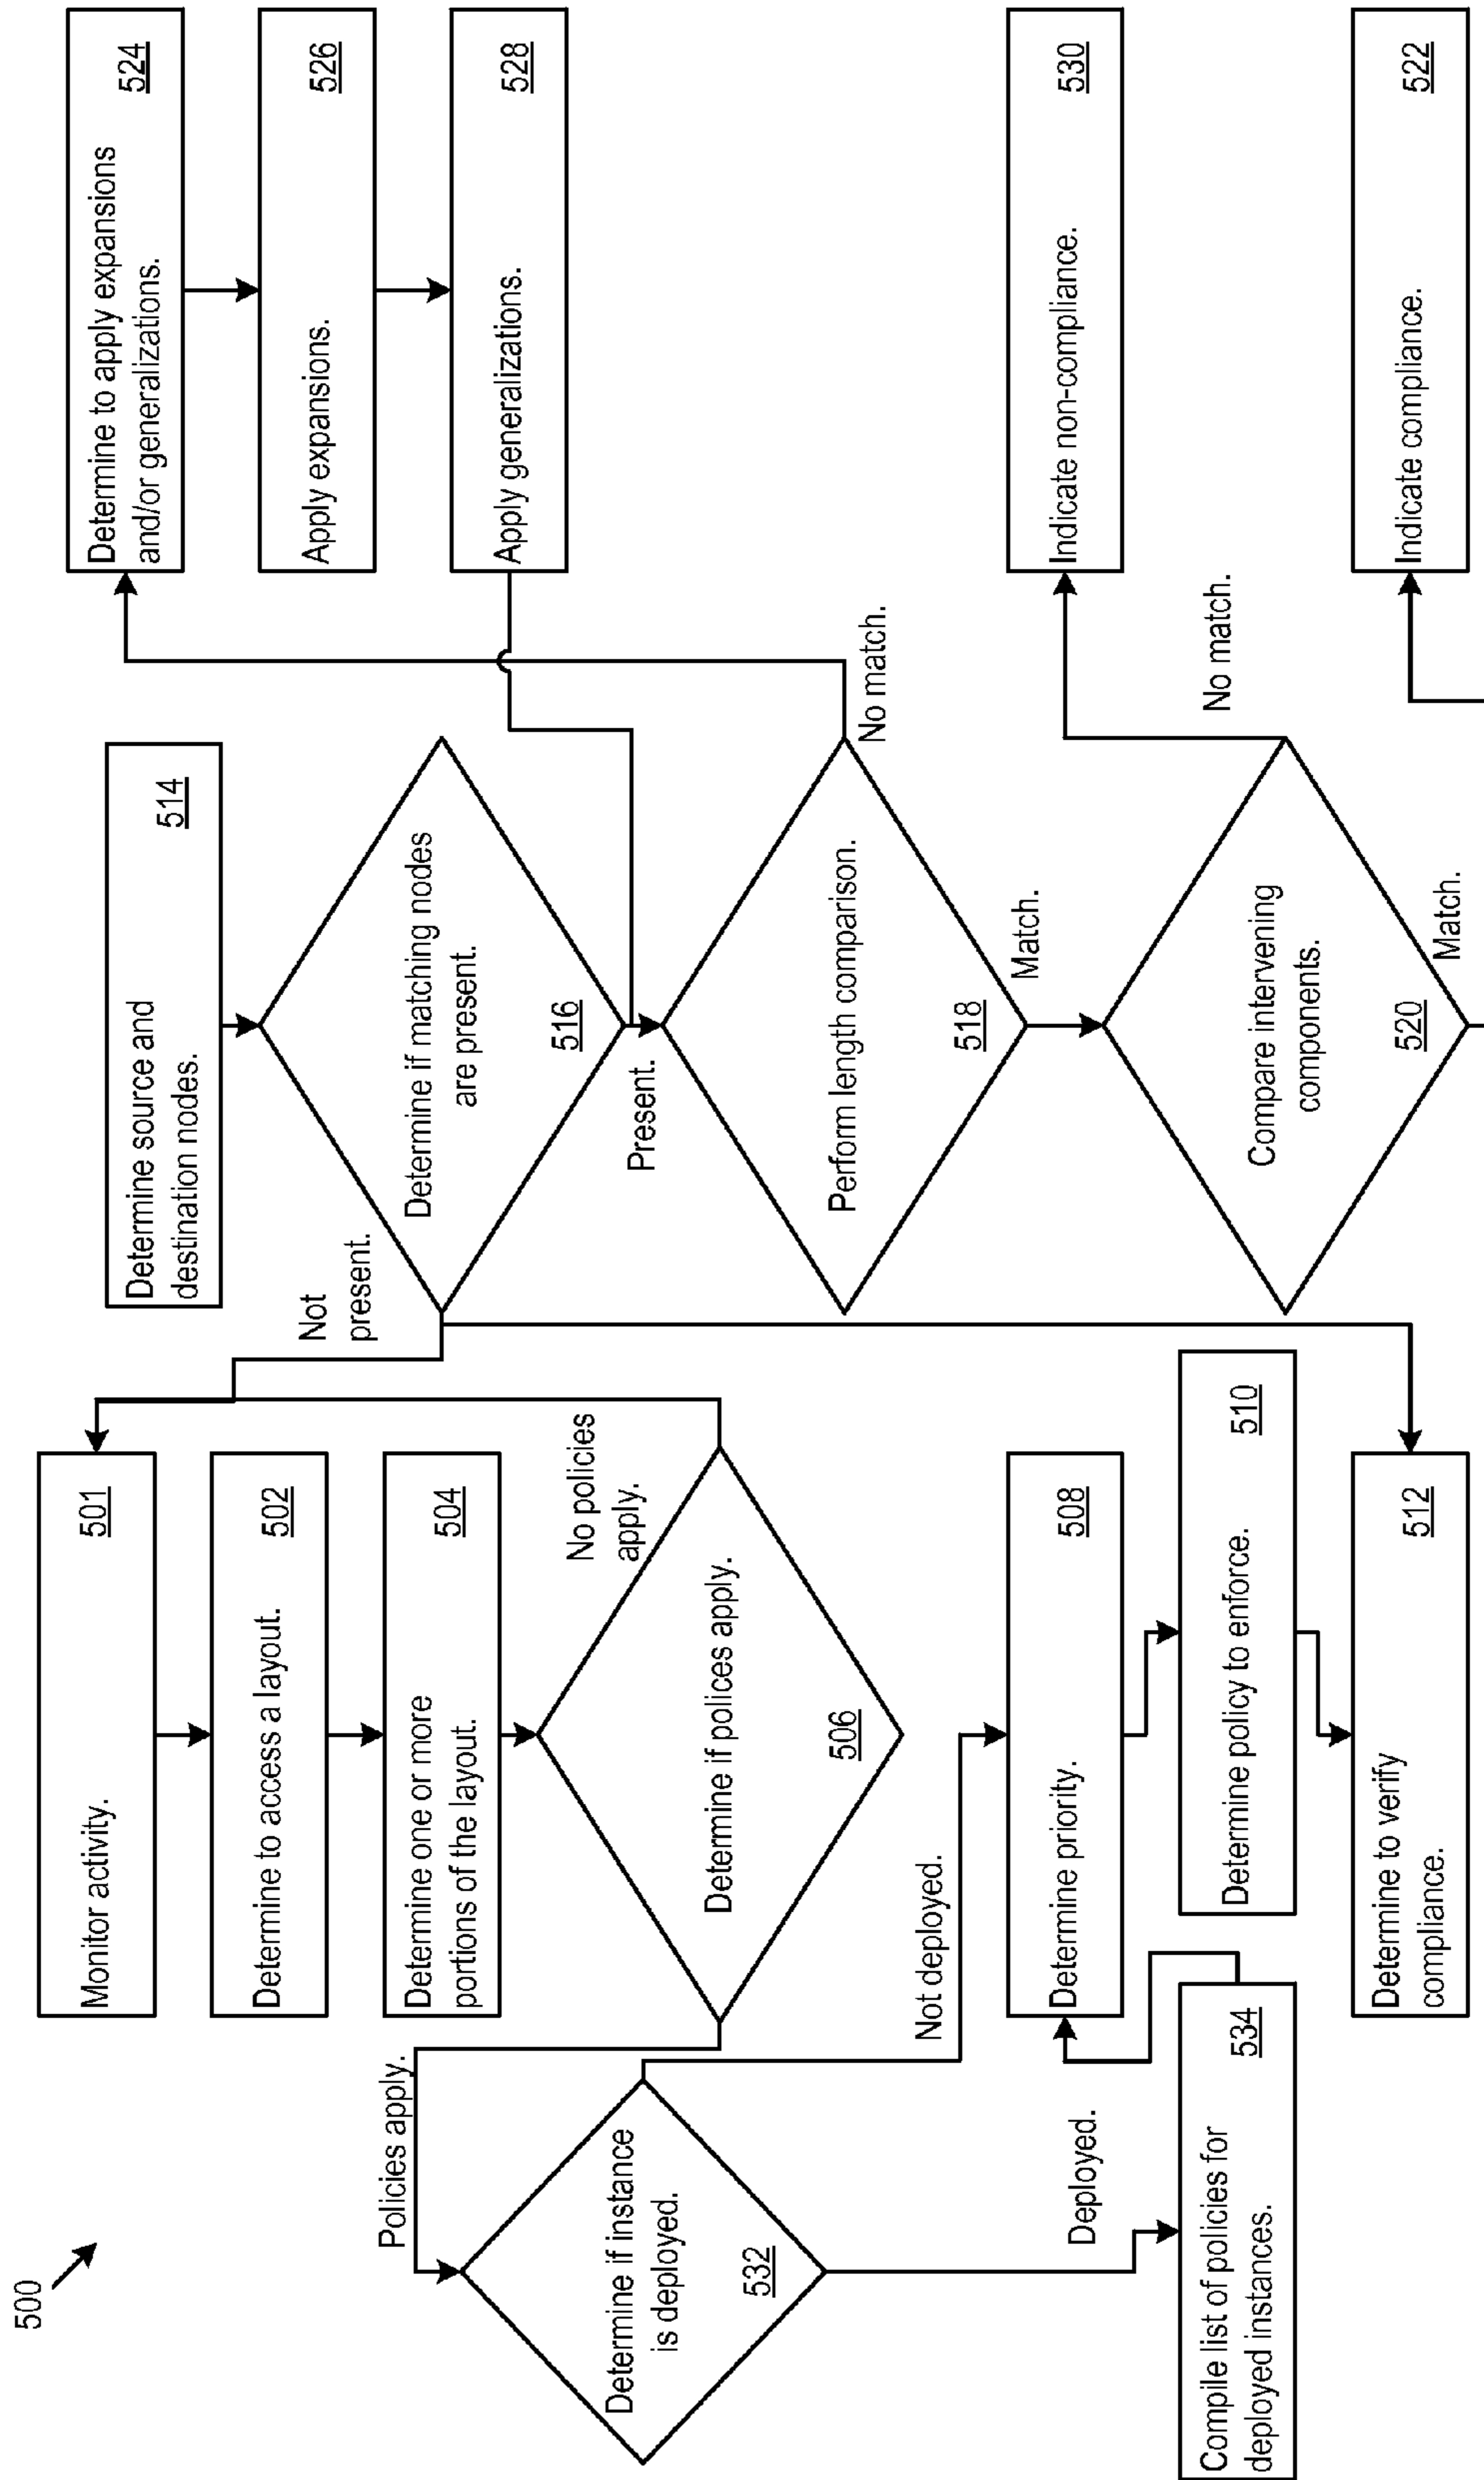 500
Monitor activity.
501
Determine to access a layout.
502
Determine one or more
portions of the layout.
504
Determine if polices apply.
506
No policies
apply.
Policies apply.
Determine if instance
is deployed.
532
Not deployed.
Deployed.
Compile list of policies for
deployed instances.
534
Determine priority.
508
Determine policy to enforce.
510
Determine to verify
compliance.
512
Determine source and
destination nodes.
514
Determine if matching nodes
are present.
516
Not
present.
Present.
Perform length comparison.
518
No match.
Match.
Compare intervening
components.
520
No match.
Match.
Determine to apply expansions
and/or generalizations.
524
Apply expansions.
526
Apply generalizations.
528
Indicate non-compliance.
530
Indicate compliance.
522